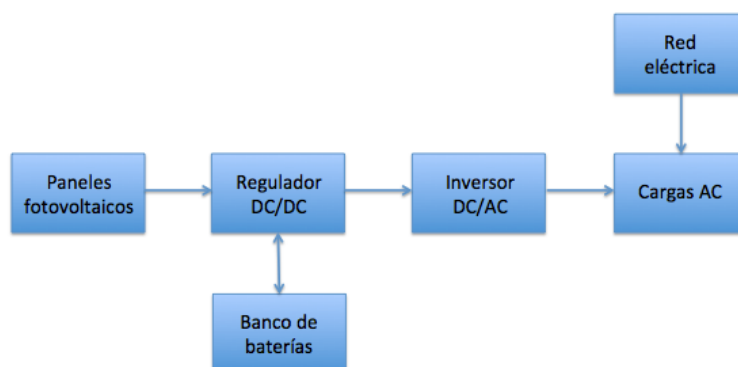 Red
eléctrica
Paneles
fotovoltaicos
Regulador
DC/DC
Inversor
DC/AC
Cargas AC
Banco de
baterías